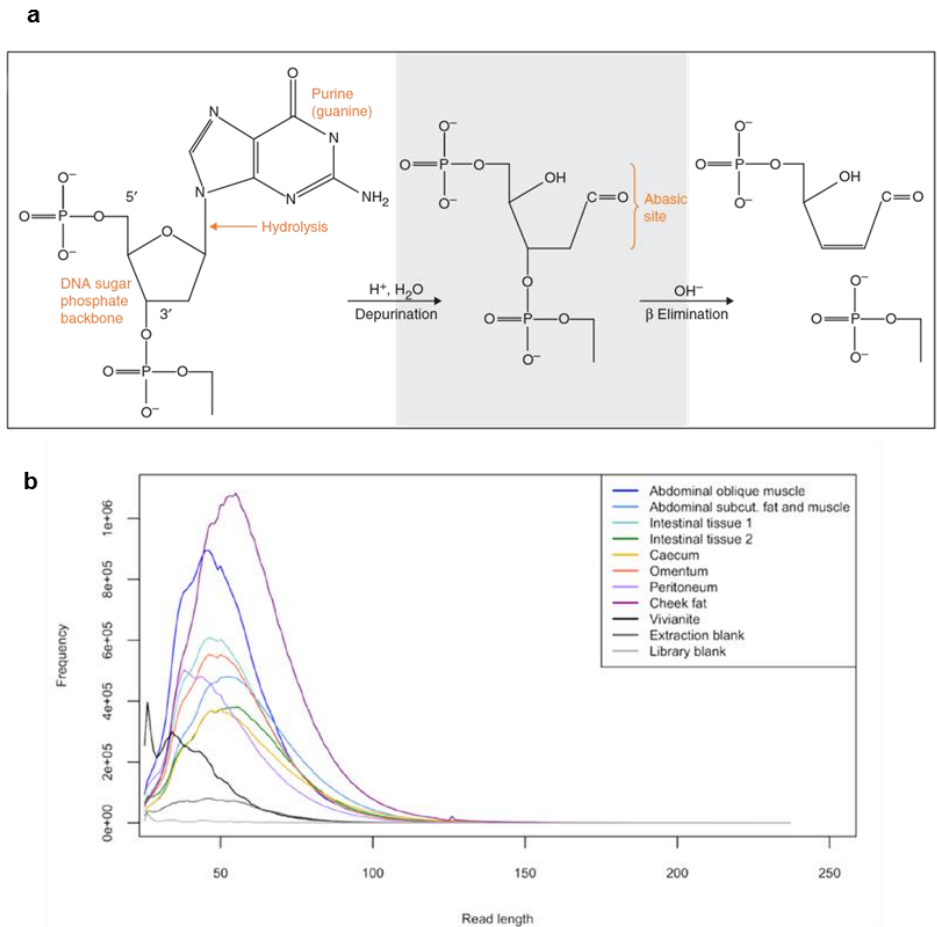 a
O
N
Purine
(guanine)
N
N
N
NH₂
Hydrolysis
O⁻
5′
O=P—O
O
O⁻
DNA sugar
phosphate
backbone
3′
O
O=P—O
O⁻
H⁺, H₂O
Depurination
O⁻
O=P—O
OH
O⁻
C=O
Abasic
site
O
O=P—O
O⁻
OH⁻
β Elimination
O⁻
O=P—O
OH
O⁻
C=O
O⁻
O=P—O
O⁻
b
Frequency
1e+06
8e+05
6e+05
4e+05
2e+05
0e+00
Abdominal oblique muscle
Abdominal subcut. fat and muscle
Intestinal tissue 1
Intestinal tissue 2
Caecum
Omentum
Peritoneum
Cheek fat
Vivianite
Extraction blank
Library blank
50 100 150 200 250
Read length